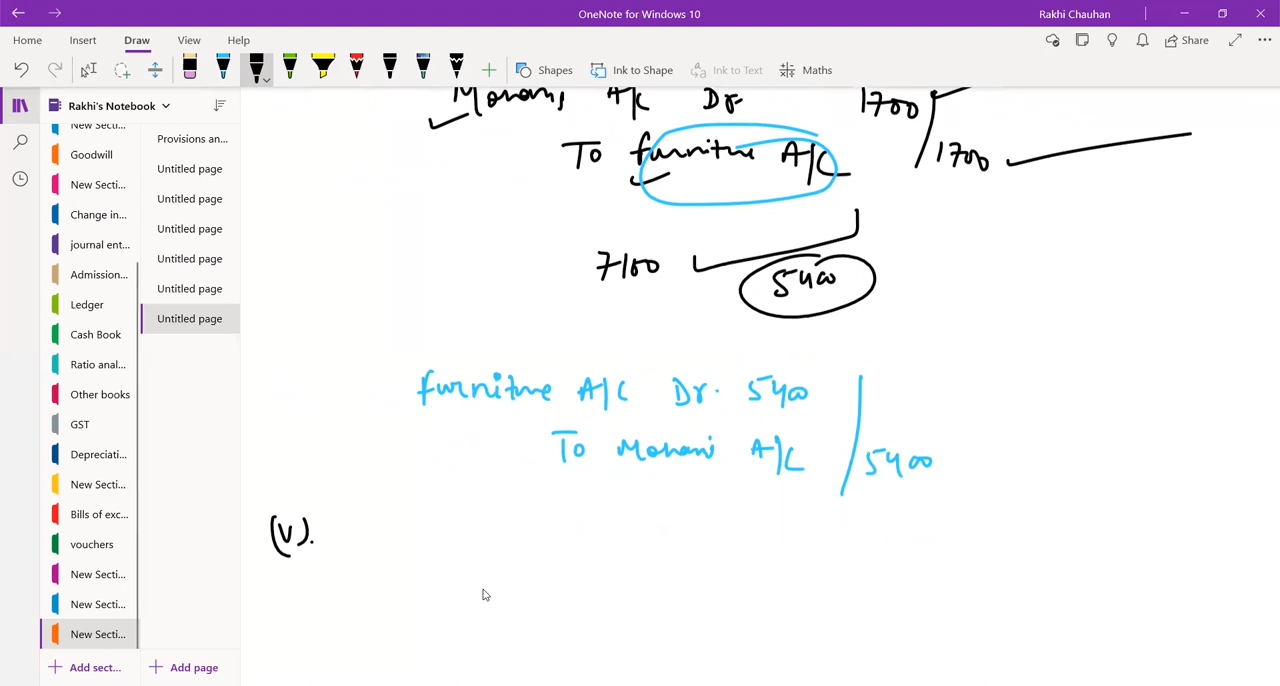 OneNote for Windows 10
Rakhi Chauhan
Home Insert Draw View Help
Share
Shapes Ink to Shape Ink to Text Maths
Rakhi's Notebook
New Secti...
Goodwill
New Secti...
Change in...
journal ent...
Admission...
Ledger
Cash Book
Ratio anal...
Other books
GST
Depreciati...
New Secti...
Bills of exc...
vouchers
New Secti...
New Secti...
New Secti...
Add sect...
Provisions an...
Untitled page
Untitled page
Untitled page
Untitled page
Untitled page
Untitled page
Add page
A/C Dr 1700
To furniture A/C 1700
7100 5400
furniture A/C Dr. 5400
To Mohani A/C 5400
(V).